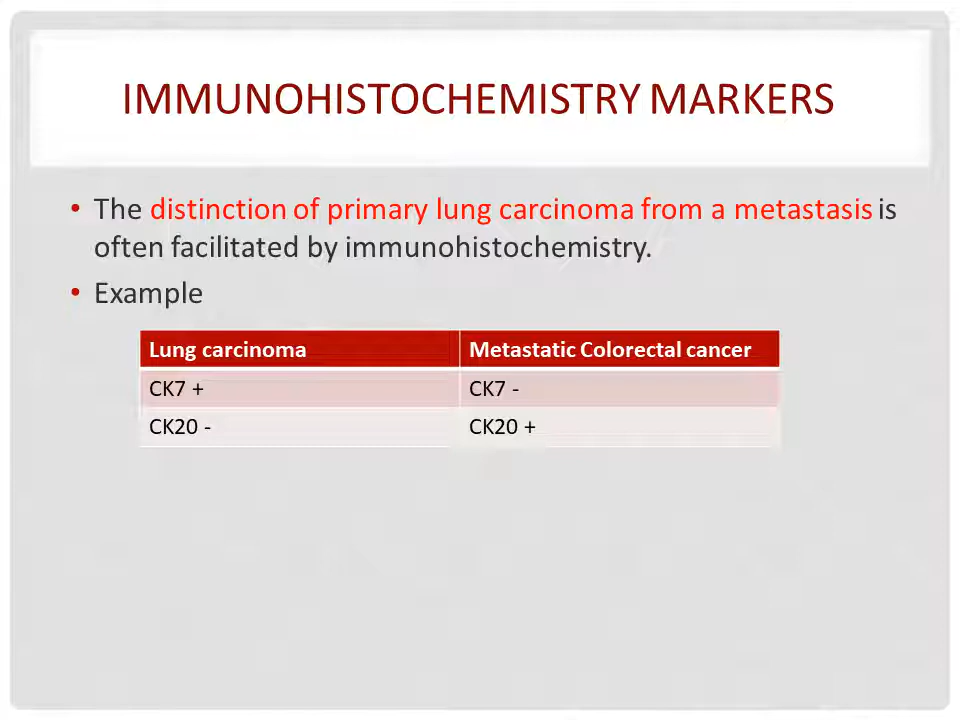 IMMUNOHISTOCHEMISTRY MARKERS
• The distinction of primary lung carcinoma from a metastasis is
often facilitated by immunohistochemistry.
• Example
Lung carcinoma Metastatic Colorectal cancer
CK7 + CK7 -
CK20 - CK20 +